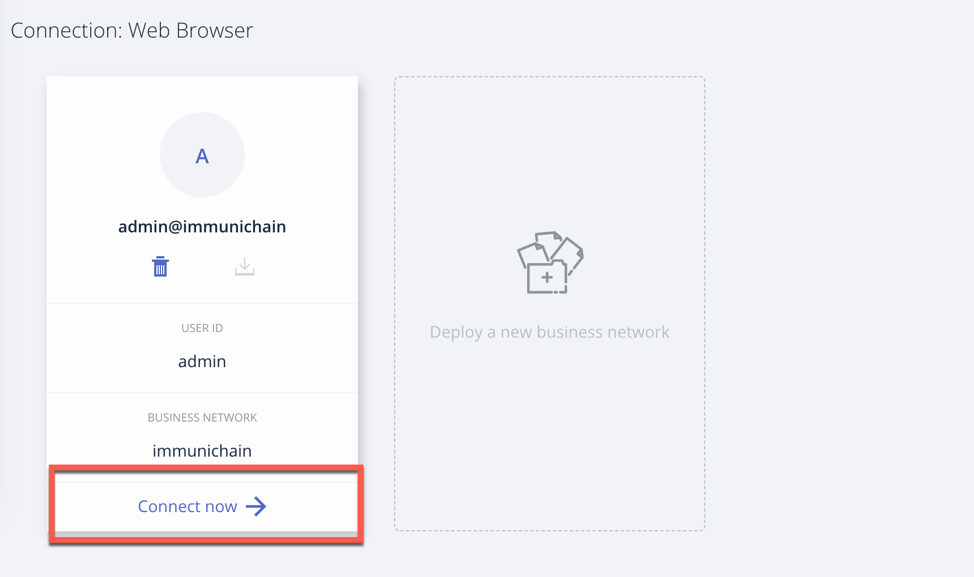 Connection: Web Browser
A
admin@immunichain
USER ID
admin
BUSINESS NETWORK
immunichain
Connect now
Deploy a new business network